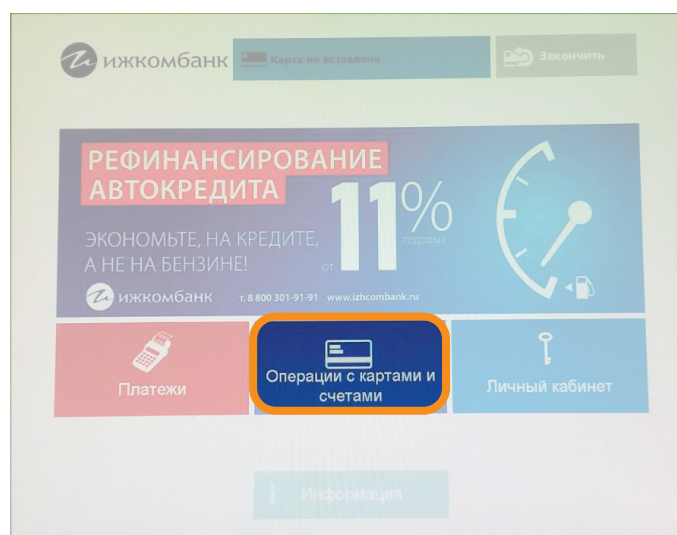 ижкомбанк
Карта не вставлена
Закончить
РЕФИНАНСИРОВАНИЕ
АВТОКРЕДИТА
ЭКОНОМЬТЕ, НА КРЕДИТЕ,
А НЕ НА БЕНЗИНЕ!
от 11% годовых
ижкомбанк т. 8 800 301-91-91 www.izhcombank.ru
Платежи
Операции с картами и
счетами
Личный кабинет
Информация